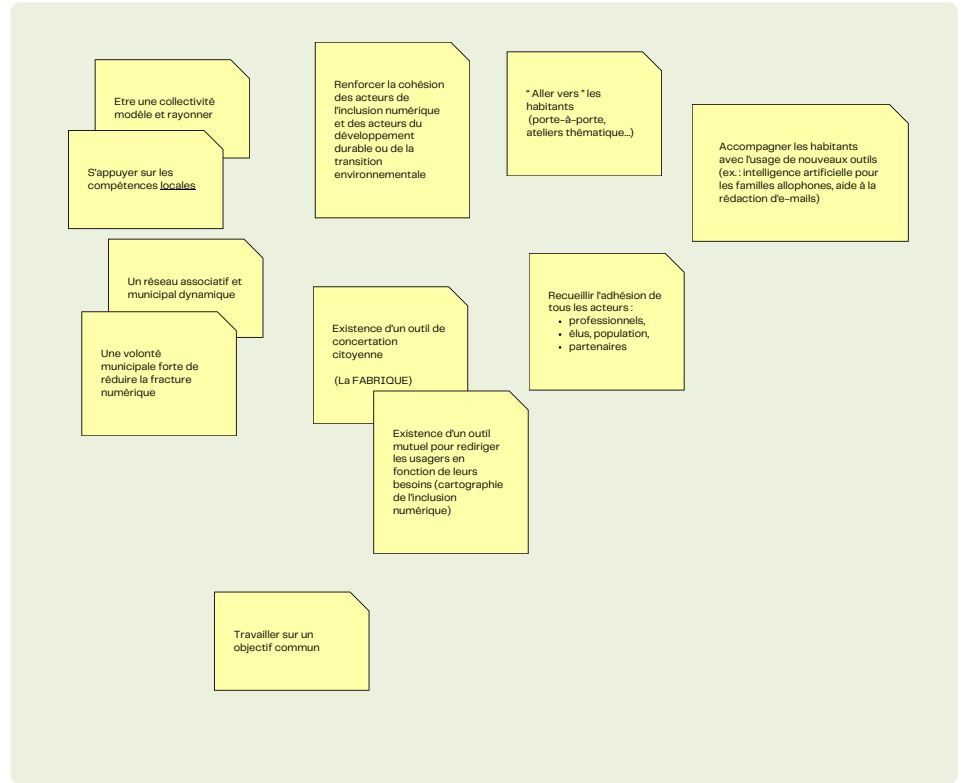 Etre une collectivité
modèle et rayonner
S'appuyer sur les
compétences locales
Renforcer la cohésion
des acteurs de
l'inclusion numérique
et des acteurs du
développement
durable ou de la
transition
environnementale
" Aller vers " les
habitants
(porte-à-porte,
ateliers thématique...)
Accompagner les habitants
avec l'usage de nouveaux outils
(ex. : intelligence artificielle pour
les familles allophones, aide à la
rédaction d'e-mails)
Un réseau associatif et
municipal dynamique
Une volonté
municipale forte de
réduire la fracture
numérique
Existence d'un outil de
concertation
citoyenne
(La FABRIQUE)
Existence d'un outil
mutuel pour rediriger
les usagers en
fonction de leurs
besoins (cartographie
de l'inclusion
numérique)
Recueillir l'adhésion de
tous les acteurs :
• professionnels,
• élus, population,
• partenaires
Travailler sur un
objectif commun